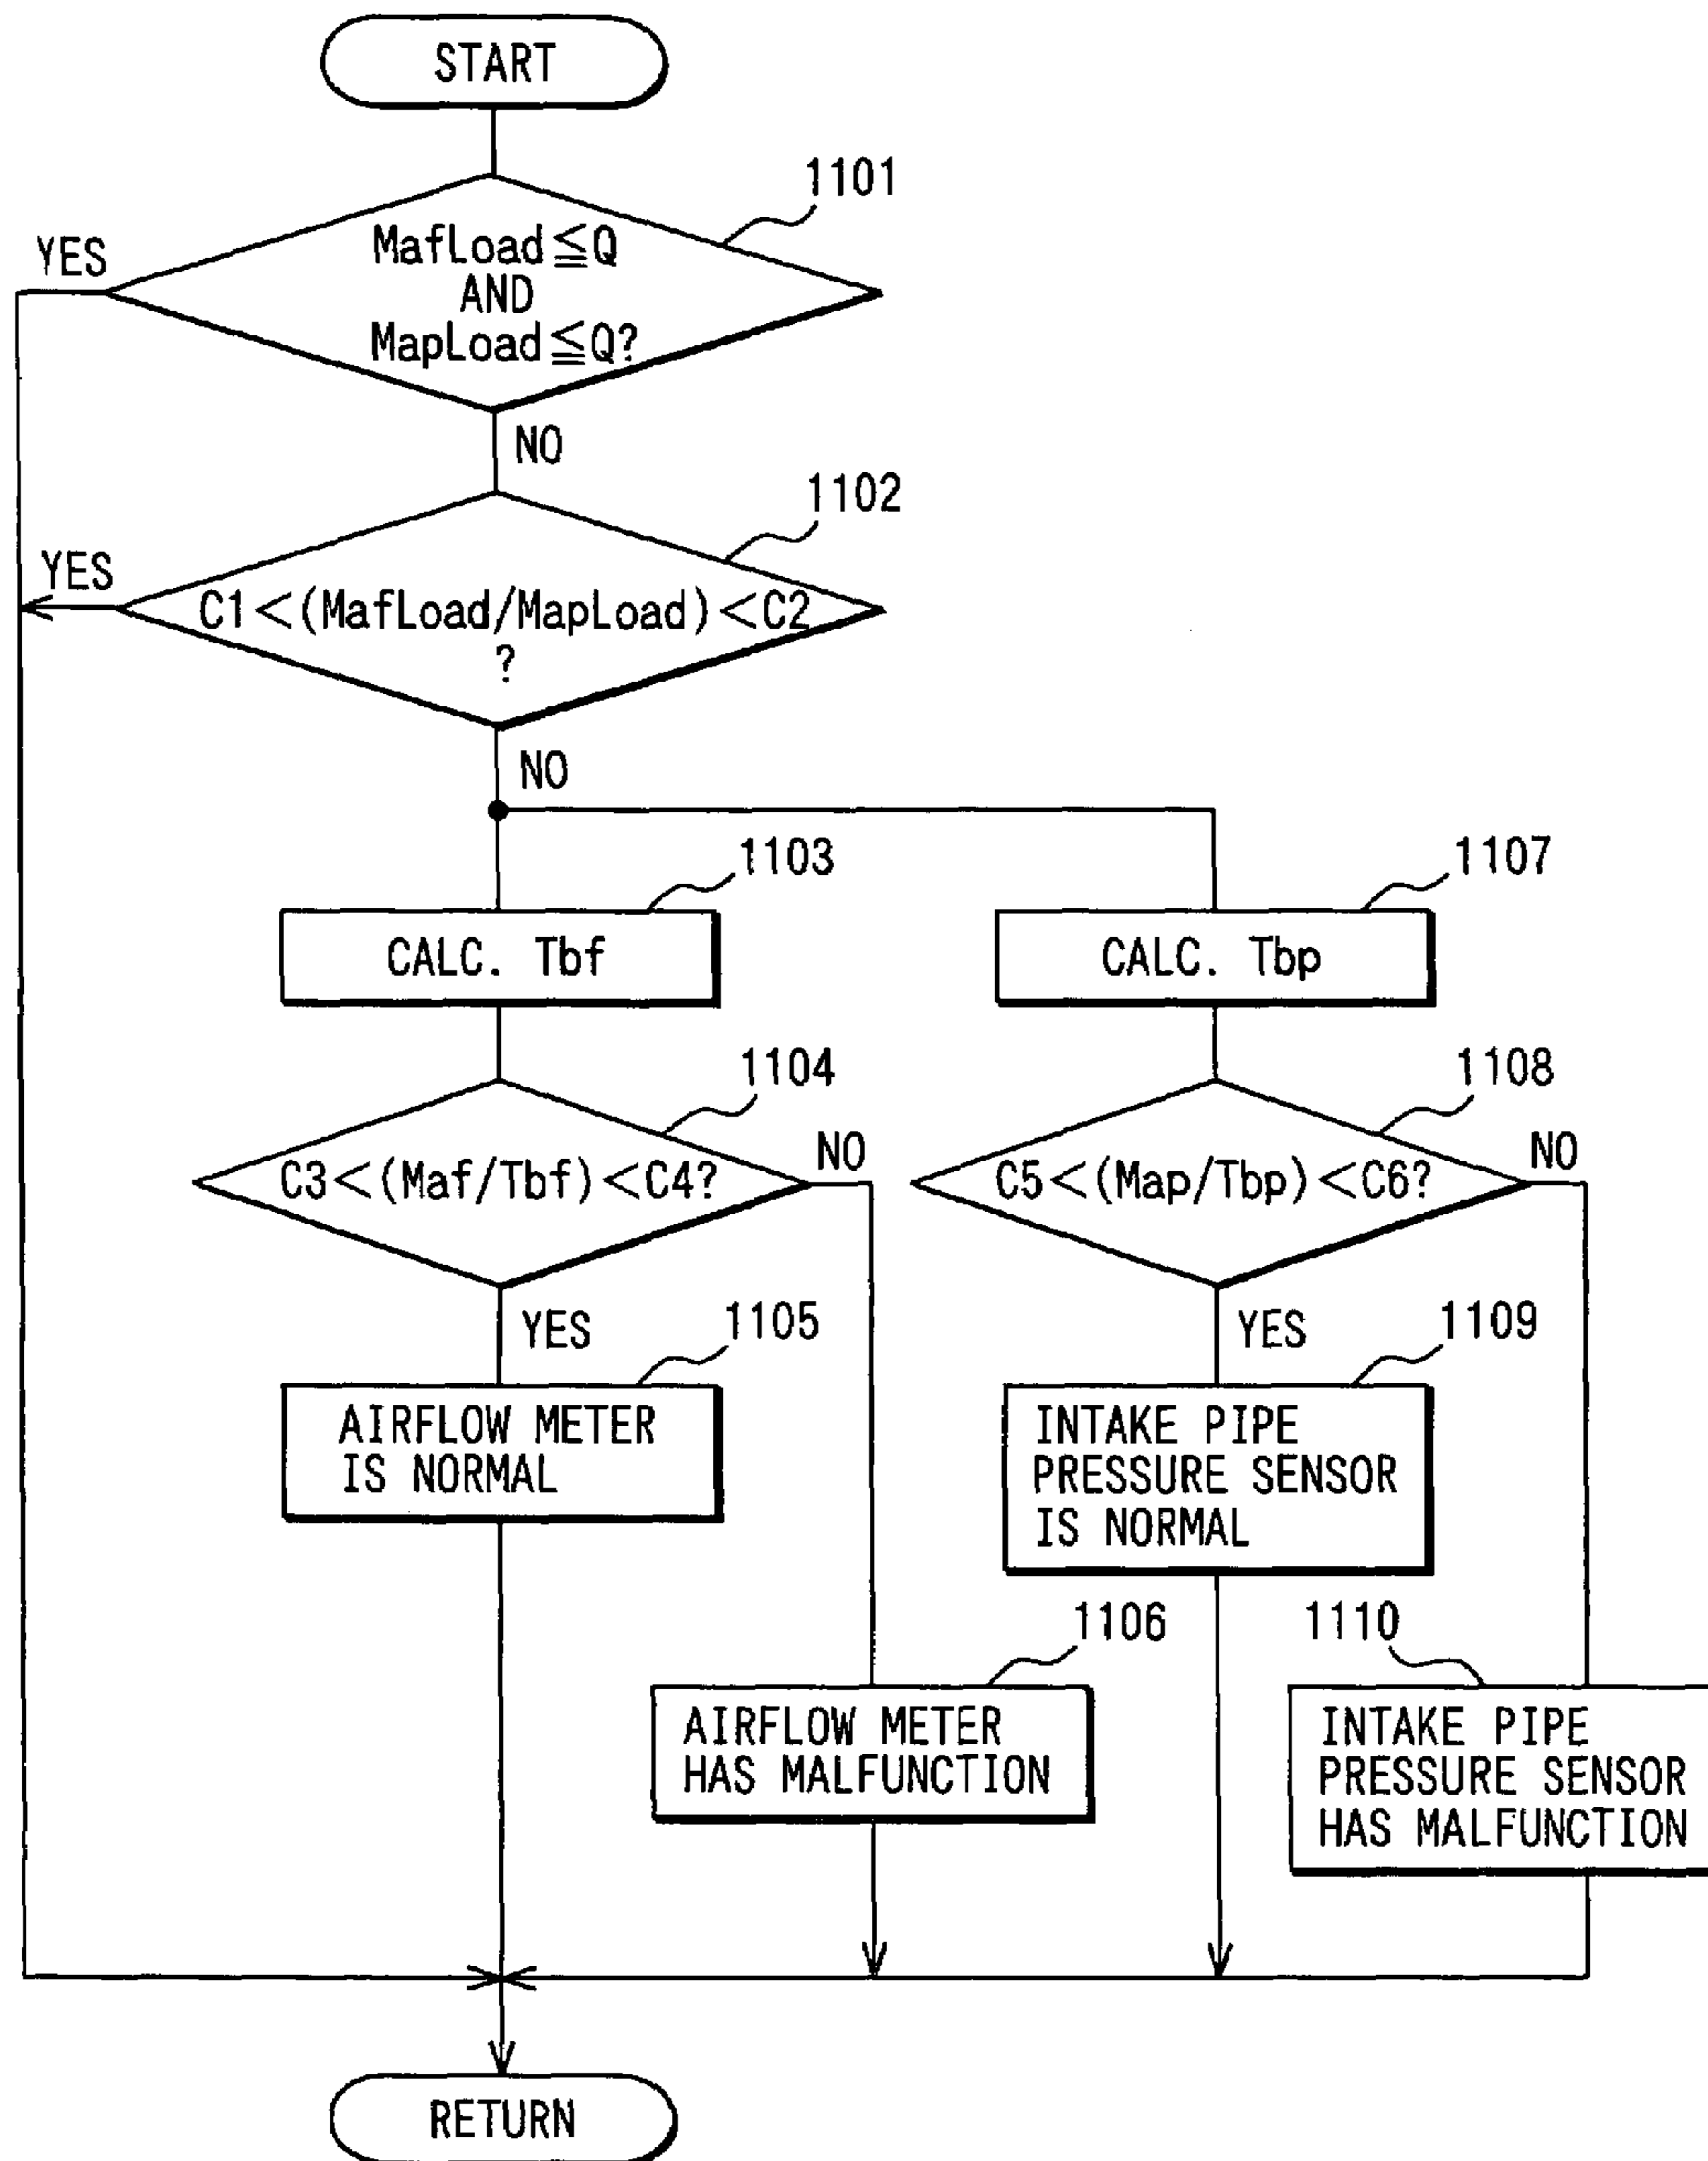 START
1101
YES
MafLoad≦Q
AND
MapLoad≦Q?
NO
1102
YES
C1<(MafLoad/MapLoad)<C2
?
NO
1103
1107
CALC. Tbf
CALC. Tbp
1104
1108
NO
NO
C3<(Maf/Tbf)<C4?
C5<(Map/Tbp)<C6?
YES
1105
YES
1109
AIRFLOW METER
IS NORMAL
INTAKE PIPE
PRESSURE SENSOR
IS NORMAL
1106
1110
AIRFLOW METER
HAS MALFUNCTION
INTAKE PIPE
PRESSURE SENSOR
HAS MALFUNCTION
RETURN